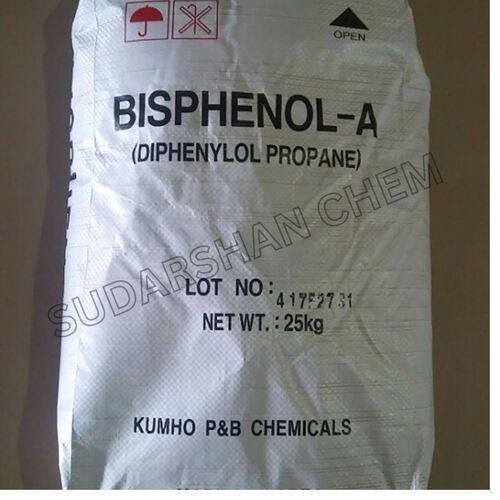 OPEN
BISPHENOL-A
(DIPHENYLOL PROPANE)
SUDARSHAN CHEM
LOT NO:
NET WT.: 25kg
KUMHO P&B CHEMICALS